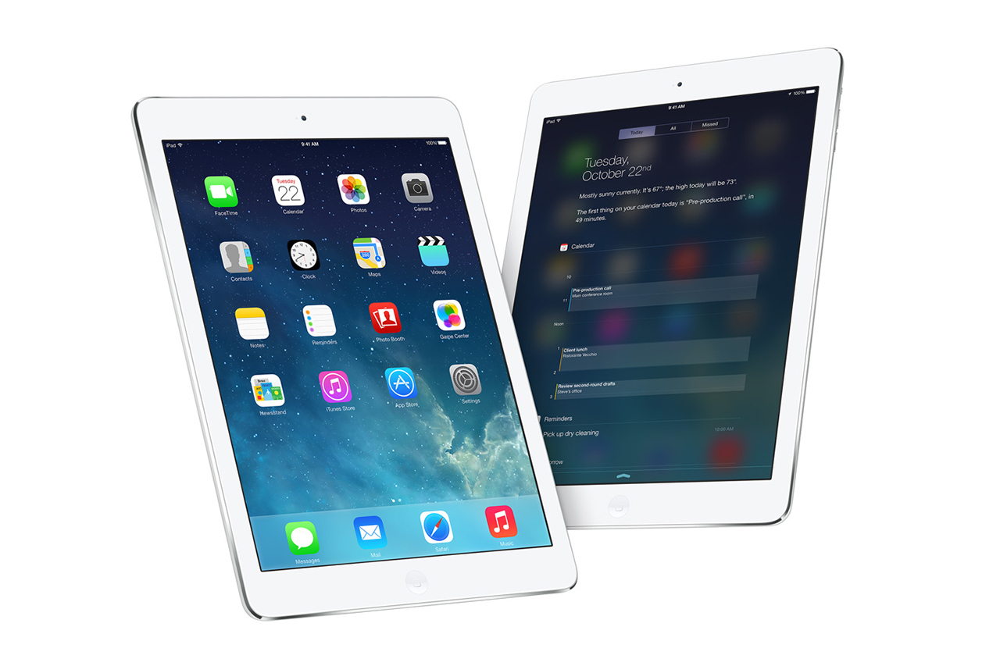 iPad
9:41 AM
100%
FaceTime
Tuesday
22
Calendar
Photos
Camera
Contacts
Clock
280
Maps
Videos
Notes
Reminders
Photo Booth
Game Center
Newsstand
iTunes Store
App Store
Settings
Messages
Mail
Safari
Music
iPad
9:41 AM
100%
Today
All
Missed
Tuesday,
October 22nd
Mostly sunny currently. It's 67°; the high today will be 73°.
The first thing on your calendar today is "Pre-production call", in
49 minutes.
Calendar
10
11
Pre-production call
Main conference room
Noon
1
Client lunch
Ristorante Vecchio
2
Review second-round drafts
Steve's office
3
Reminders
Pick up dry cleaning
10:00 AM
orrow